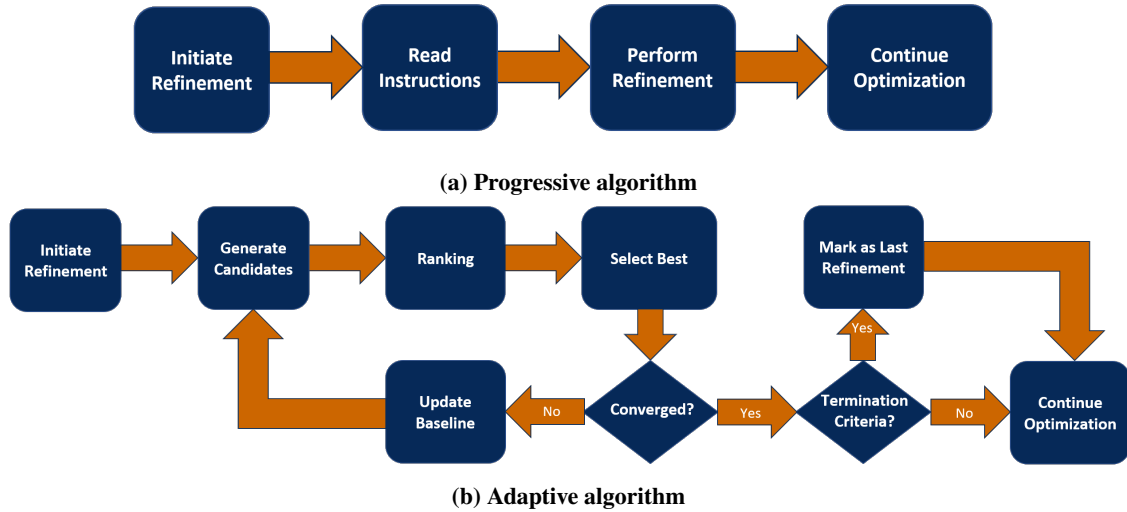 Initiate
Refinement
Read
Instructions
Perform
Refinement
Continue
Optimization
(a) Progressive algorithm
Initiate
Refinement
Generate
Candidates
Ranking
Select Best
Mark as Last
Refinement
Yes
Update
Baseline
No
Converged?
Yes
Termination
Criteria?
No
Continue
Optimization
(b) Adaptive algorithm